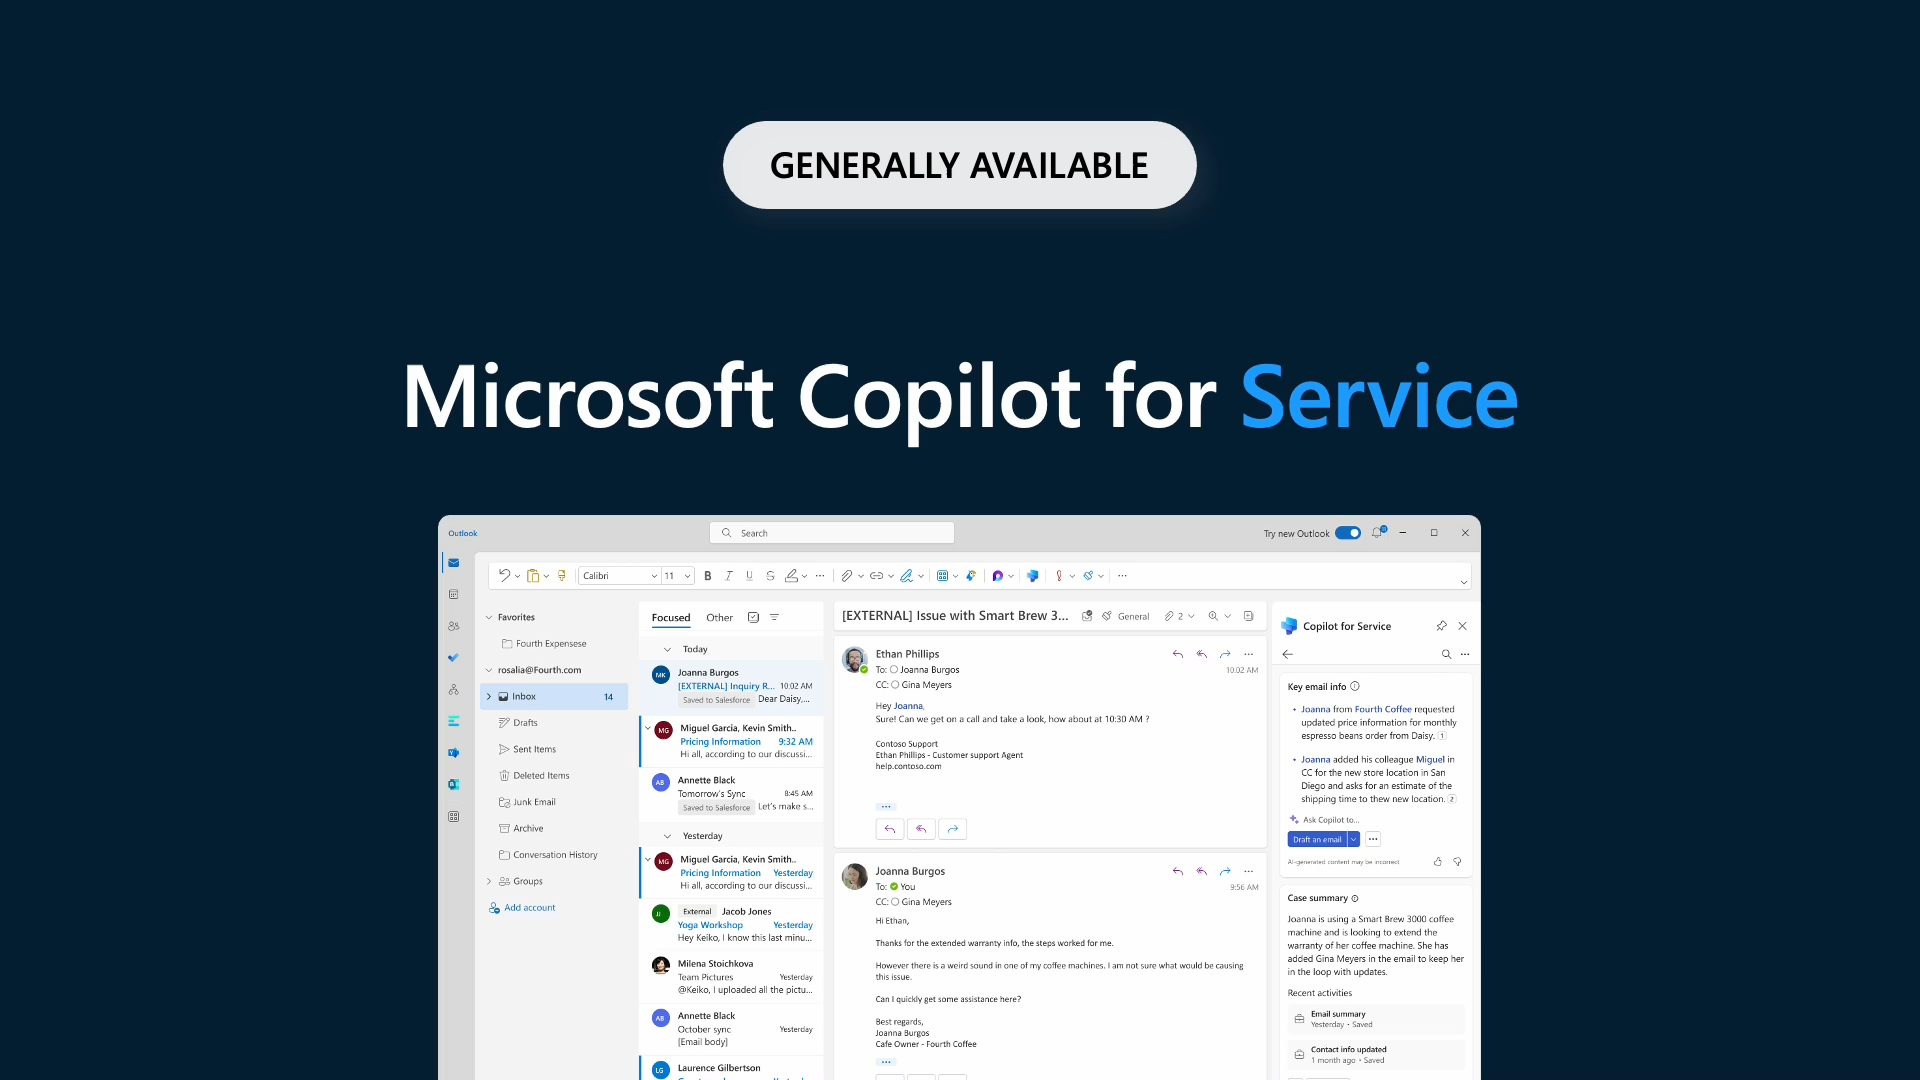 GENERALLY AVAILABLE
Microsoft Copilot for Service
Outlook
Search
Try new Outlook
Calibri
11
B
I
U
S
Favorites
Fourth Expensese
rosalia@Fourth.com
Inbox 14
Drafts
Sent Items
Deleted Items
Junk Email
Archive
Conversation History
Groups
Add account
Focused Other
Today
MK
Joanna Burgos
[EXTERNAL] Inquiry R... 10:02 AM
Saved to Salesforce Dear Daisy,...
MG
Miguel Garcia, Kevin Smith..
Pricing Information 9:32 AM
Hi all, according to our discussi...
AB
Annette Black
Tomorrow's Sync 8:45 AM
Saved to Salesforce Let's make s...
Yesterday
MG
Miguel Garcia, Kevin Smith..
Pricing Information Yesterday
Hi all, according to our discussi...
JJ
External Jacob Jones
Yoga Workshop Yesterday
Hey Keiko, I know this last minu...
Milena Stoichkova
Team Pictures Yesterday
@Keiko, I uploaded all the pictu...
AB
Annette Black
October sync Yesterday
[Email body]
LG
Laurence Gilbertson
[EXTERNAL] Issue with Smart Brew 3...
General
2
Ethan Phillips
To: Joanna Burgos 10:02 AM
CC: Gina Meyers
Hey Joanna,
Sure! Can we get on a call and take a look, how about at 10:30 AM ?
Contoso Support
Ethan Phillips - Customer support Agent
help.contoso.com
Joanna Burgos
To: You 9:56 AM
CC: Gina Meyers
Hi Ethan,
Thanks for the extended warranty info, the steps worked for me.
However there is a weird sound in one of my coffee machines. I am not sure what would be causing
this issue.
Can I quickly get some assistance here?
Best regards,
Joanna Burgos
Cafe Owner - Fourth Coffee
Copilot for Service
Key email info
• Joanna from Fourth Coffee requested
updated price information for monthly
espresso beans order from Daisy. 1
• Joanna added his colleague Miguel in
CC for the new store location in San
Diego and asks for an estimate of the
shipping time to thew new location. 2
Ask Copilot to...
Draft an email
AI-generated content may be incorrect
Case summary
Joanna is using a Smart Brew 3000 coffee
machine and is looking to extend the
warranty of her coffee machine. She has
added Gina Meyers in the email to keep her
in the loop with updates.
Recent activities
Email summary
Yesterday • Saved
Contact info updated
1 month ago • Saved